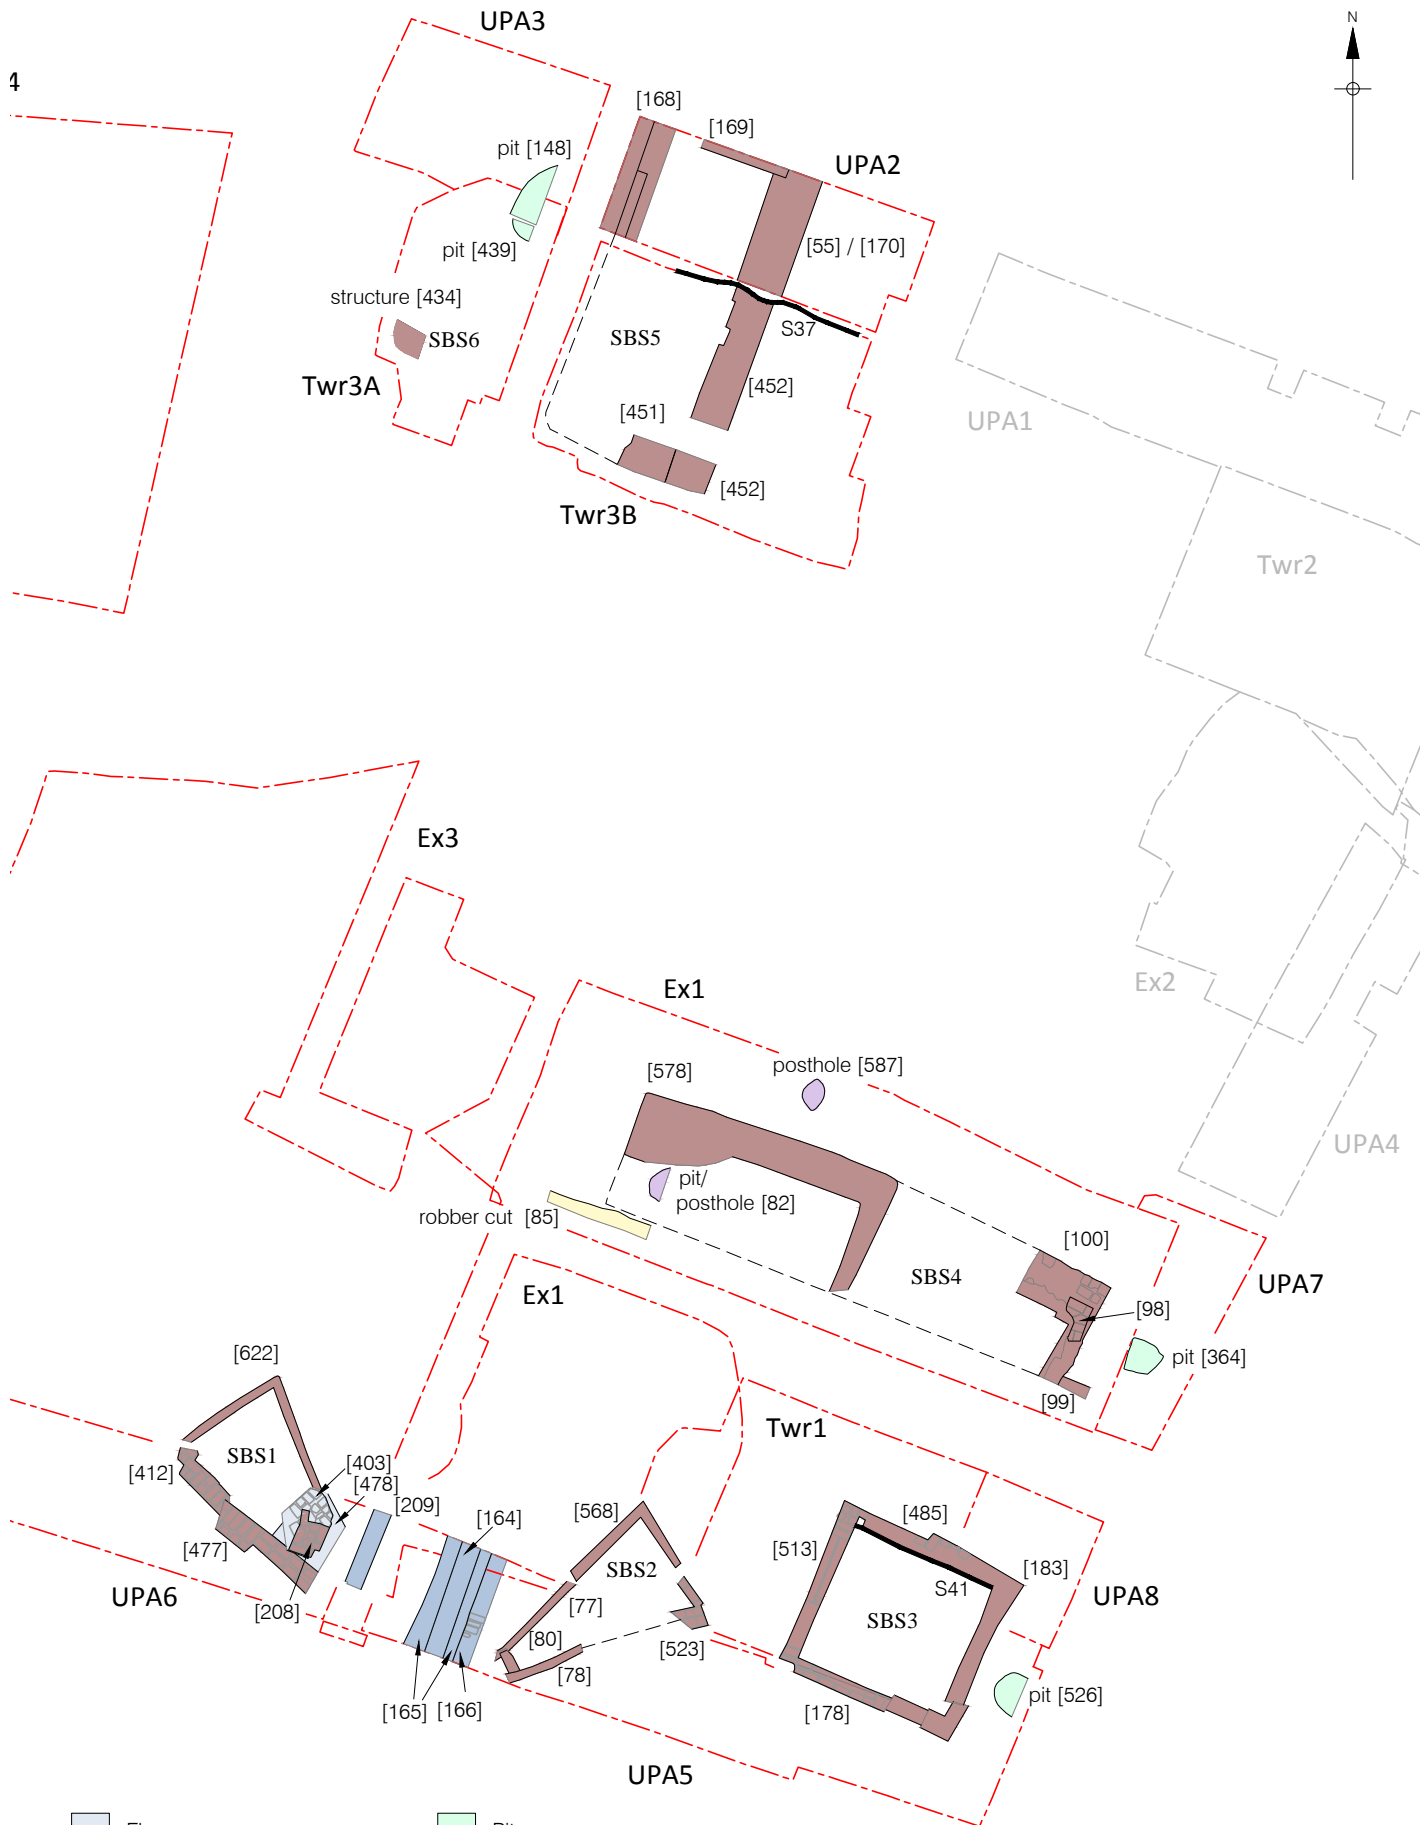 UPA3
N
4
[168]
[169]
pit [148]
UPA2
pit [439]
[55] / [170]
structure [434]
SBS6
SBS5
S37
Twr3A
[452]
[451]
UPA1
[452]
Twr3B
Twr2
Ex3
Ex2
Ex1
posthole [587]
[578]
UPA4
pit/
posthole [82]
robber cut [85]
[100]
SBS4
UPA7
Ex1
[98]
[622]
pit [364]
[99]
Twr1
SBS1
[403]
[412]
[478]
[209]
[568]
[485]
[164]
[477]
[513]
SBS2
[183]
S41
UPA6
[77]
UPA8
[208]
SBS3
[80]
[523]
[78]
pit [526]
[165]
[166]
[178]
UPA5